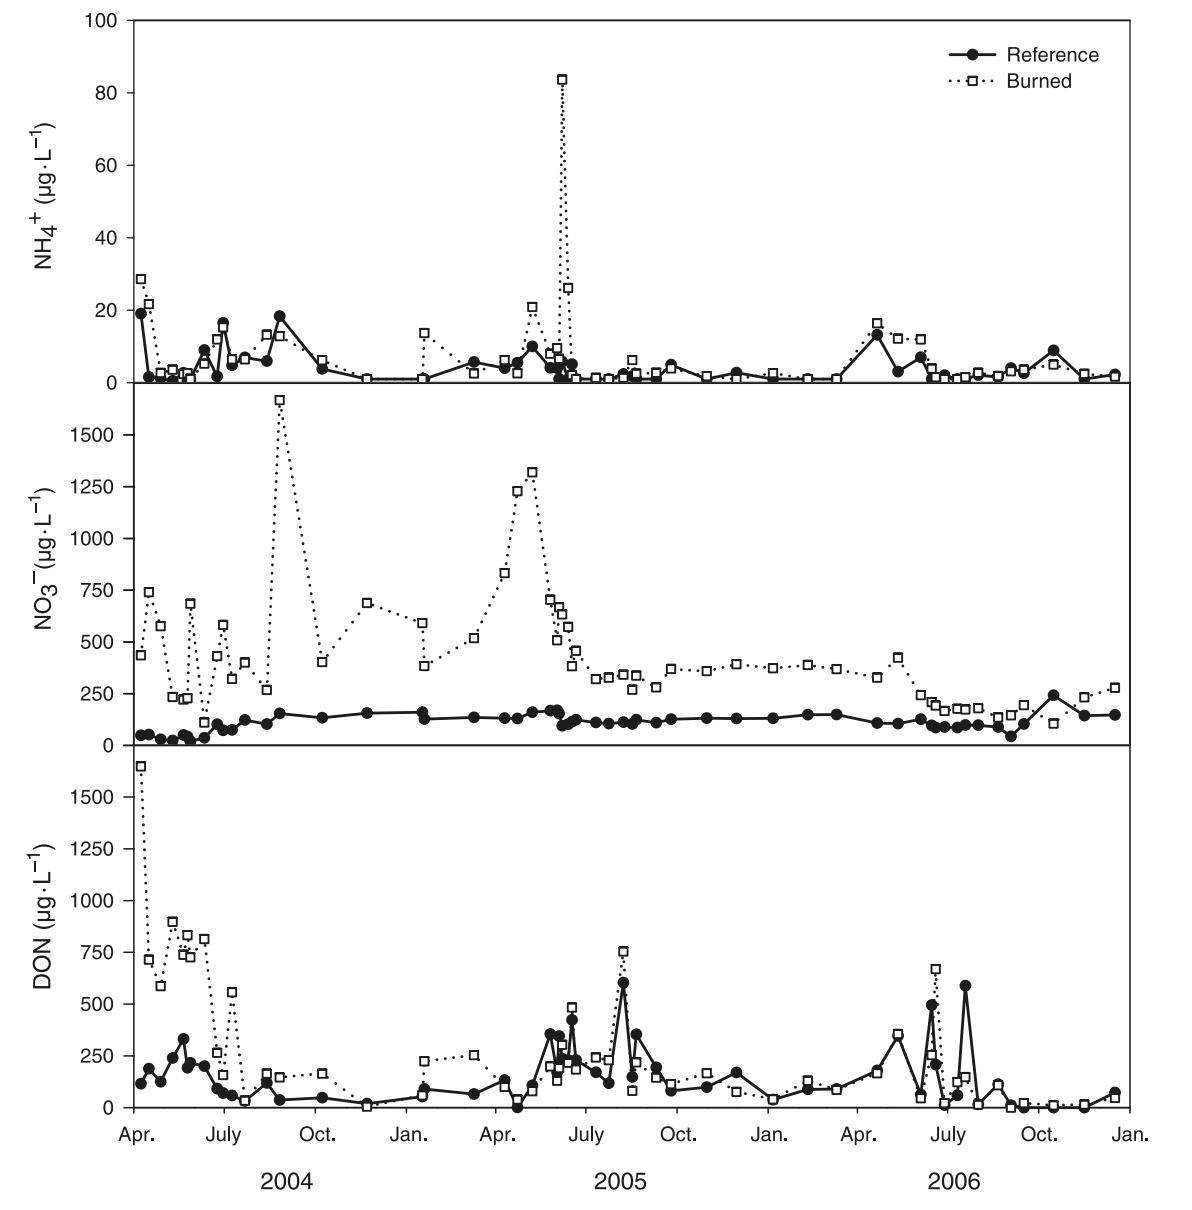 100
80
60
40
20
0
NH₄⁺ (µg·L⁻¹)
Reference
Burned
1500
1250
1000
750
500
250
0
NO₃⁻ (µg·L⁻¹)
1500
1250
1000
750
500
250
0
DON (µg·L⁻¹)
Apr. July Oct. Jan. Apr. July Oct. Jan. Apr. July Oct. Jan.
2004 2005 2006